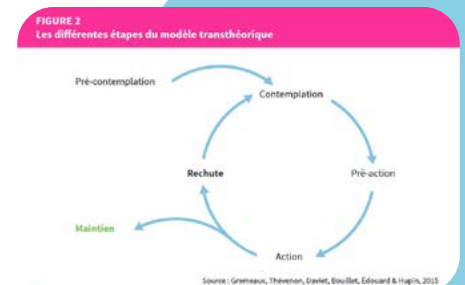 FIGURE 2
Les différentes étapes du modèle transthéorique
Pré-contemplation
Contemplation
Rechute
Pré-action
Maintien
Action
Source : Gremeaux, Thévenon, Daviet, Bouillet, Édouard & Hupin, 2015